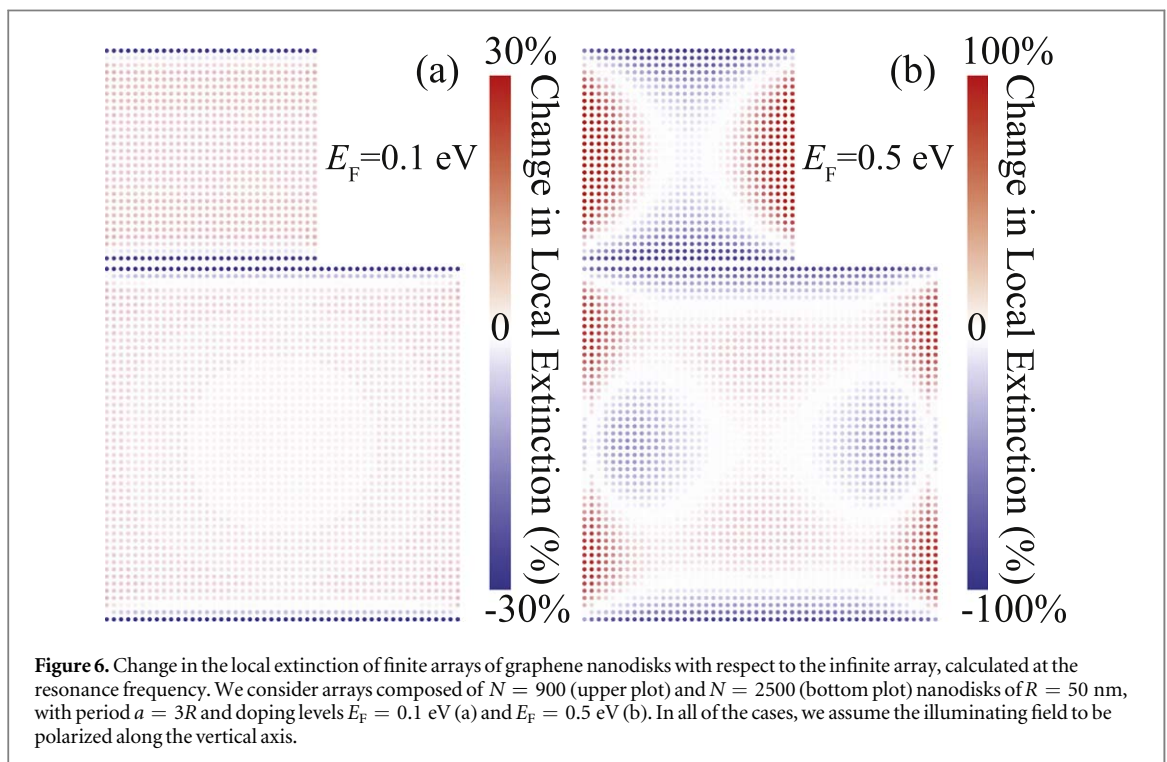 (a)
30%
E_F=0.1 eV
0
Change in Local Extinction (%)
-30%
(b)
100%
E_F=0.5 eV
0
Change in Local Extinction (%)
-100%
Figure 6. Change in the local extinction of finite arrays of graphene nanodisks with respect to the infinite array, calculated at the
resonance frequency. We consider arrays composed of N = 900 (upper plot) and N = 2500 (bottom plot) nanodisks of R = 50 nm,
with period a = 3R and doping levels E_F = 0.1 eV (a) and E_F = 0.5 eV (b). In all of the cases, we assume the illuminating field to be
polarized along the vertical axis.